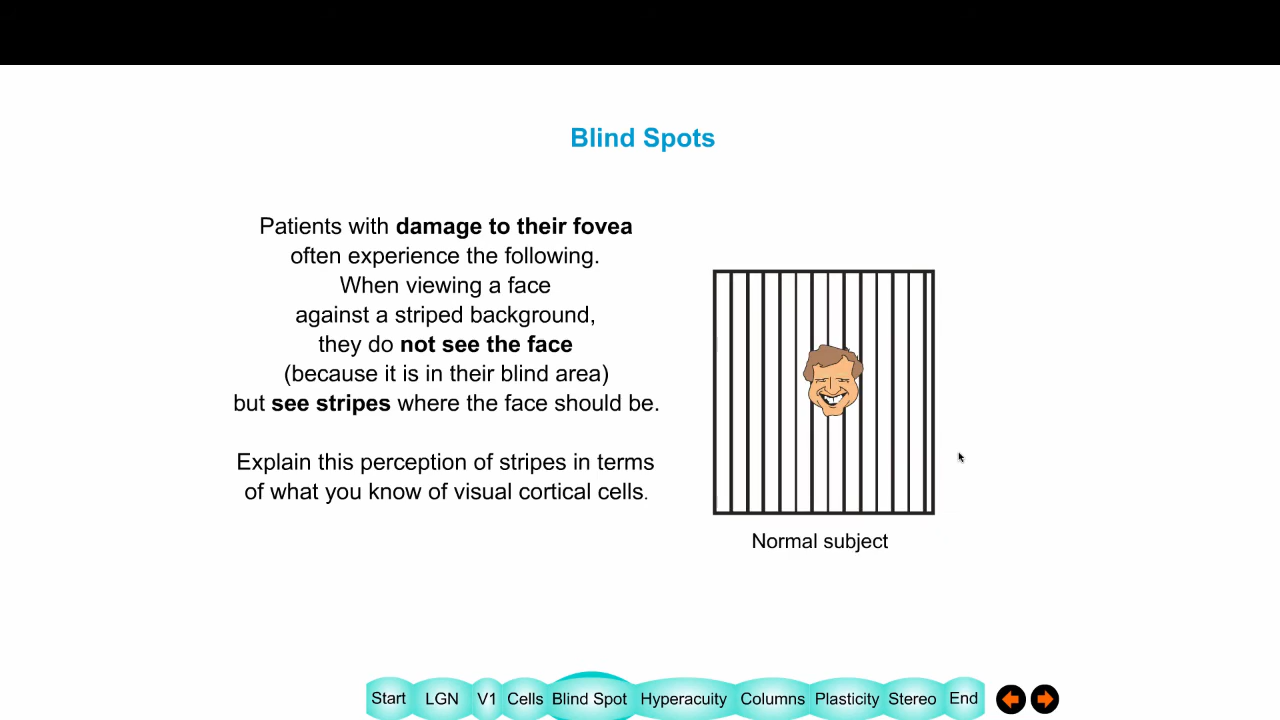 Blind Spots
Patients with damage to their fovea
often experience the following.
When viewing a face
against a striped background,
they do not see the face
(because it is in their blind area)
but see stripes where the face should be.
Explain this perception of stripes in terms
of what you know of visual cortical cells.
Normal subject
Start LGN V1 Cells Blind Spot Hyperacuity Columns Plasticity Stereo End